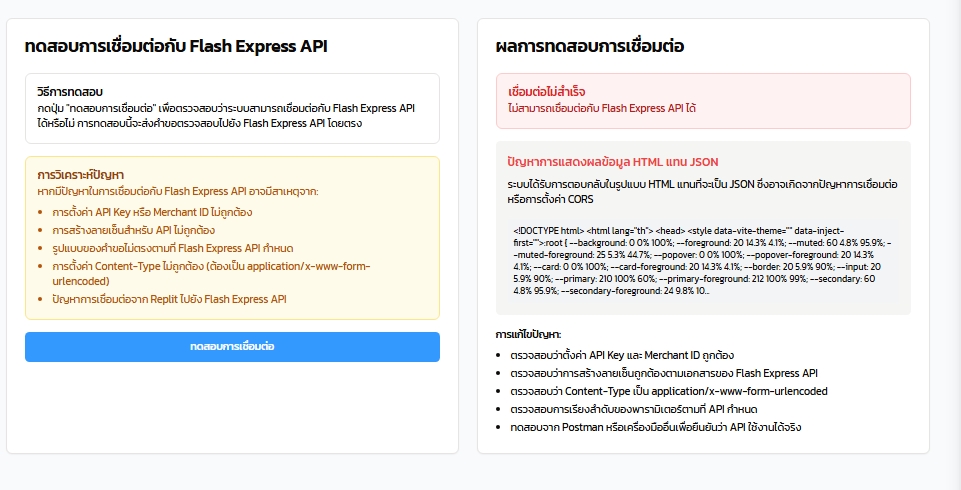 ทดสอบการเชื่อมต่อกับ Flash Express API
วิธีการทดสอบ
กดปุ่ม "ทดสอบการเชื่อมต่อ" เพื่อตรวจสอบว่าระบบสามารถเชื่อมต่อกับ Flash Express API
ได้หรือไม่ การทดสอบนี้จะส่งคำขอตรวจสอบไปยัง Flash Express API โดยตรง
การวิเคราะห์ปัญหา
หากมีปัญหาในการเชื่อมต่อกับ Flash Express API อาจมีสาเหตุจาก:
• การตั้งค่า API Key หรือ Merchant ID ไม่ถูกต้อง
• การสร้างลายเซ็นสำหรับ API ไม่ถูกต้อง
• รูปแบบของคำขอไม่ตรงตามที่ Flash Express API กำหนด
• การตั้งค่า Content-Type ไม่ถูกต้อง (ต้องเป็น application/x-www-form-
urlencoded)
• ปัญหาการเชื่อมต่อจาก Replit ไปยัง Flash Express API
ทดสอบการเชื่อมต่อ
ผลการทดสอบการเชื่อมต่อ
เชื่อมต่อไม่สำเร็จ
ไม่สามารถเชื่อมต่อกับ Flash Express API ได้
ปัญหาการแสดงผลข้อมูล HTML แทน JSON
ระบบได้รับการตอบกลับในรูปแบบ HTML แทนที่จะเป็น JSON ซึ่งอาจเกิดจากปัญหาการเชื่อมต่อ
หรือการตั้งค่า CORS
<!DOCTYPE html> <html lang="th"> <head> <style data-vite-theme="" data-inject-
first="">:root { --background: 0 0% 100%; --foreground: 20 14.3% 4.1%; --muted: 60 4.8% 95.9%; -
-muted-foreground: 25 5.3% 44.7%; --popover: 0 0% 100%; --popover-foreground: 20 14.3%
4.1%; --card: 0 0% 100%; --card-foreground: 20 14.3% 4.1%; --border: 20 5.9% 90%; --input: 20
5.9% 90%; --primary: 210 100% 60%; --primary-foreground: 212 100% 99%; --secondary: 60
4.8% 95.9%; --secondary-foreground: 24 9.8% 10...
การแก้ไขปัญหา:
• ตรวจสอบว่าตั้งค่า API Key และ Merchant ID ถูกต้อง
• ตรวจสอบว่าการสร้างลายเซ็นถูกต้องตามเอกสารของ Flash Express API
• ตรวจสอบว่า Content-Type เป็น application/x-www-form-urlencoded
• ตรวจสอบการเรียงลำดับของพารามิเตอร์ตามที่ API กำหนด
• ทดสอบจาก Postman หรือเครื่องมืออื่นเพื่อยืนยันว่า API ใช้งานได้จริง